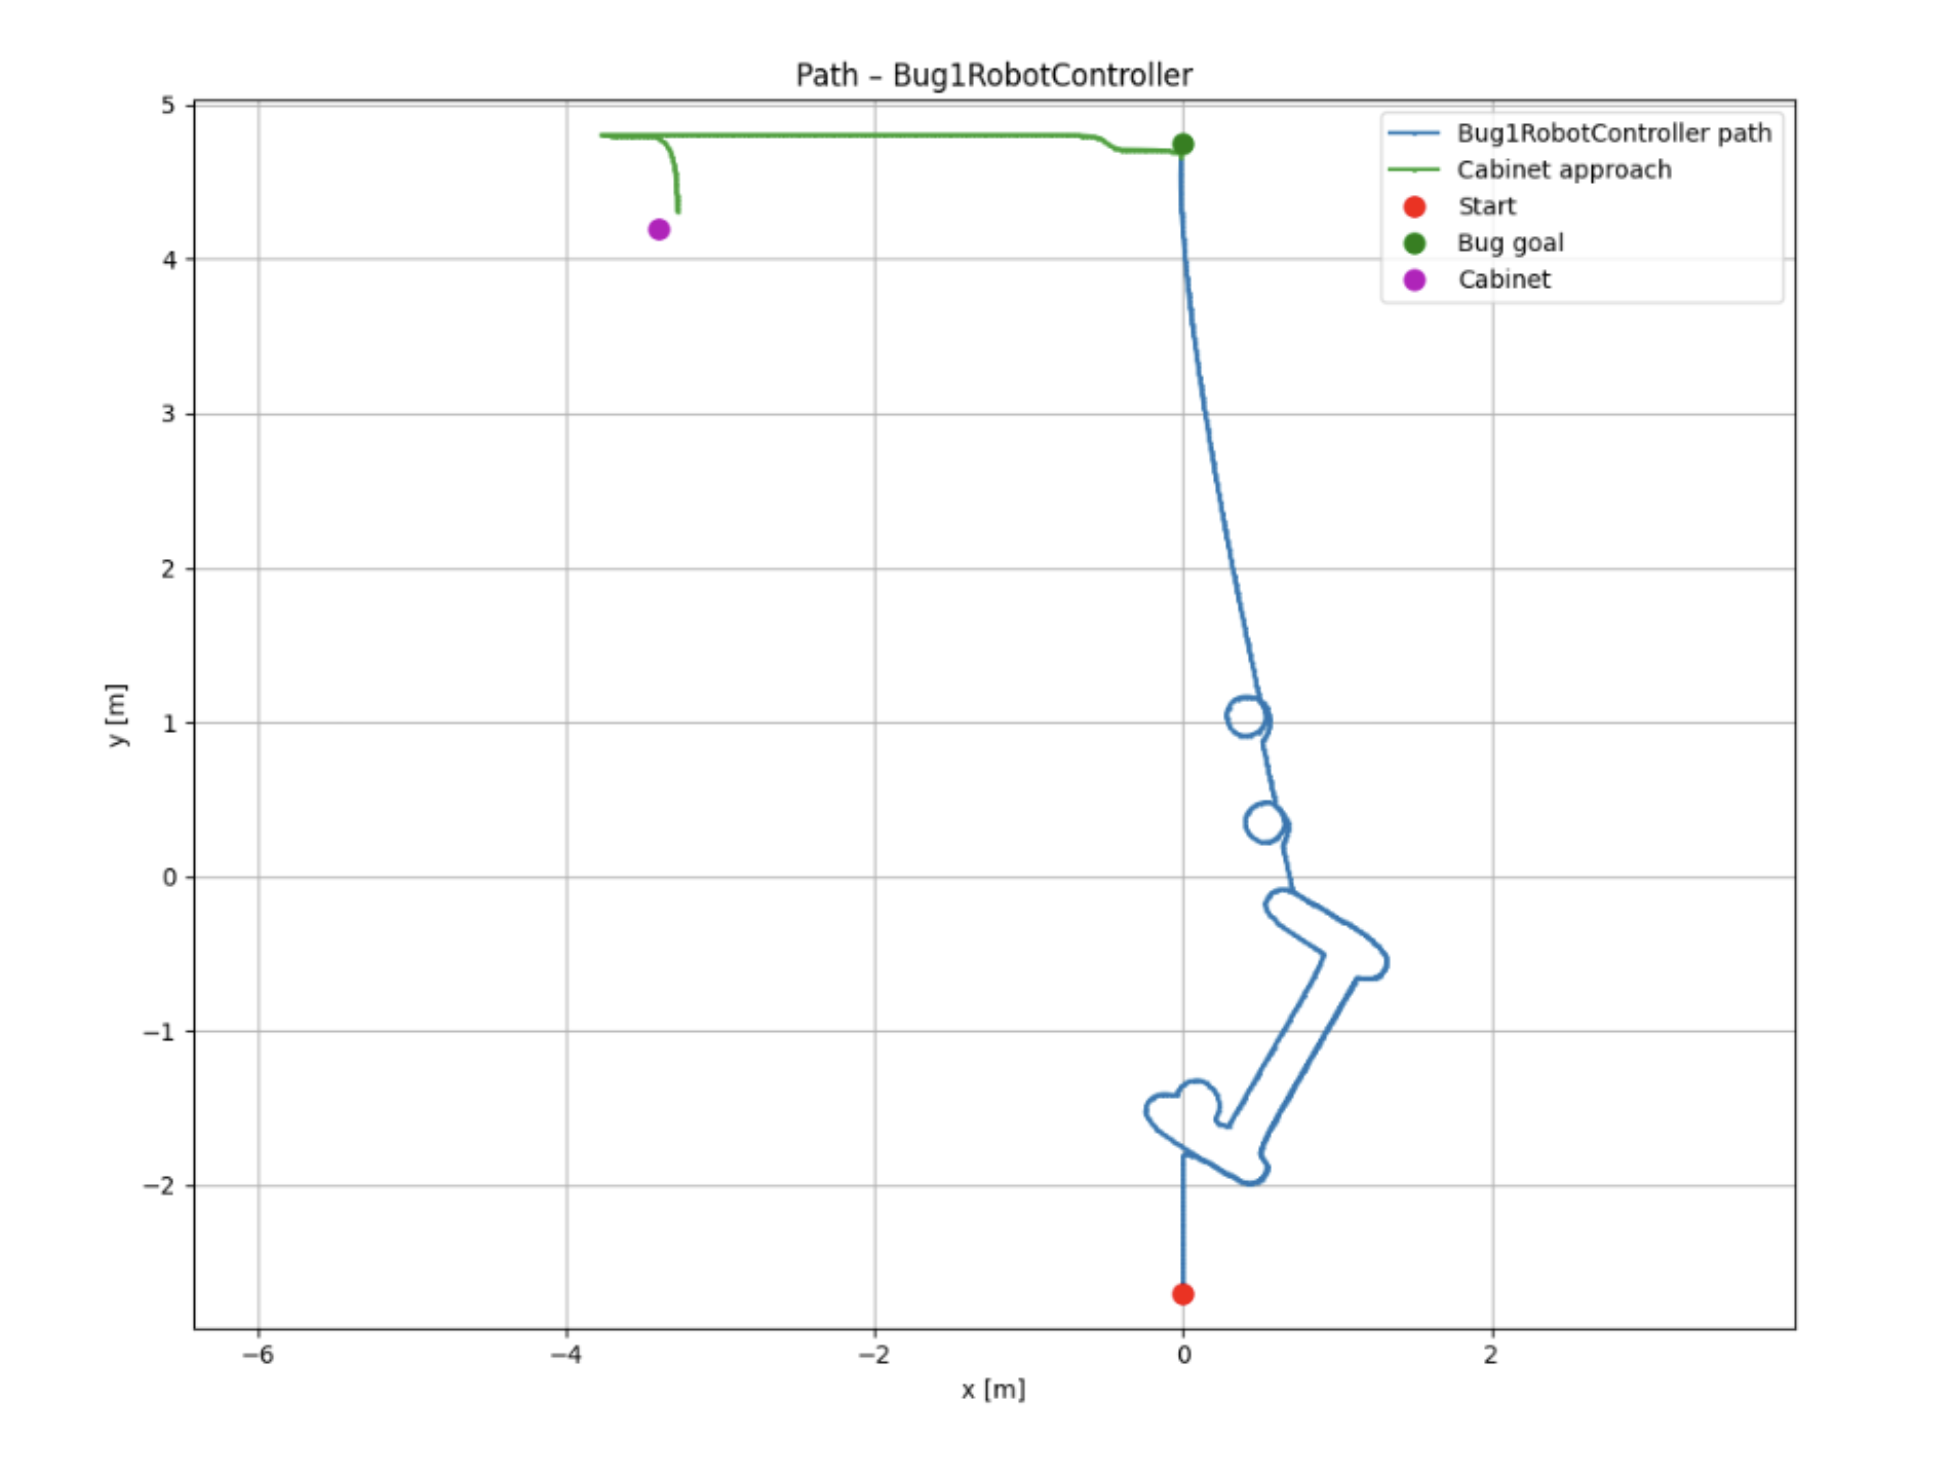 Path – Bug1RobotController
Bug1RobotController path
Cabinet approach
Start
Bug goal
Cabinet
5
4
3
2
1
0
−1
−2
y [m]
−6
−4
−2
0
2
x [m]